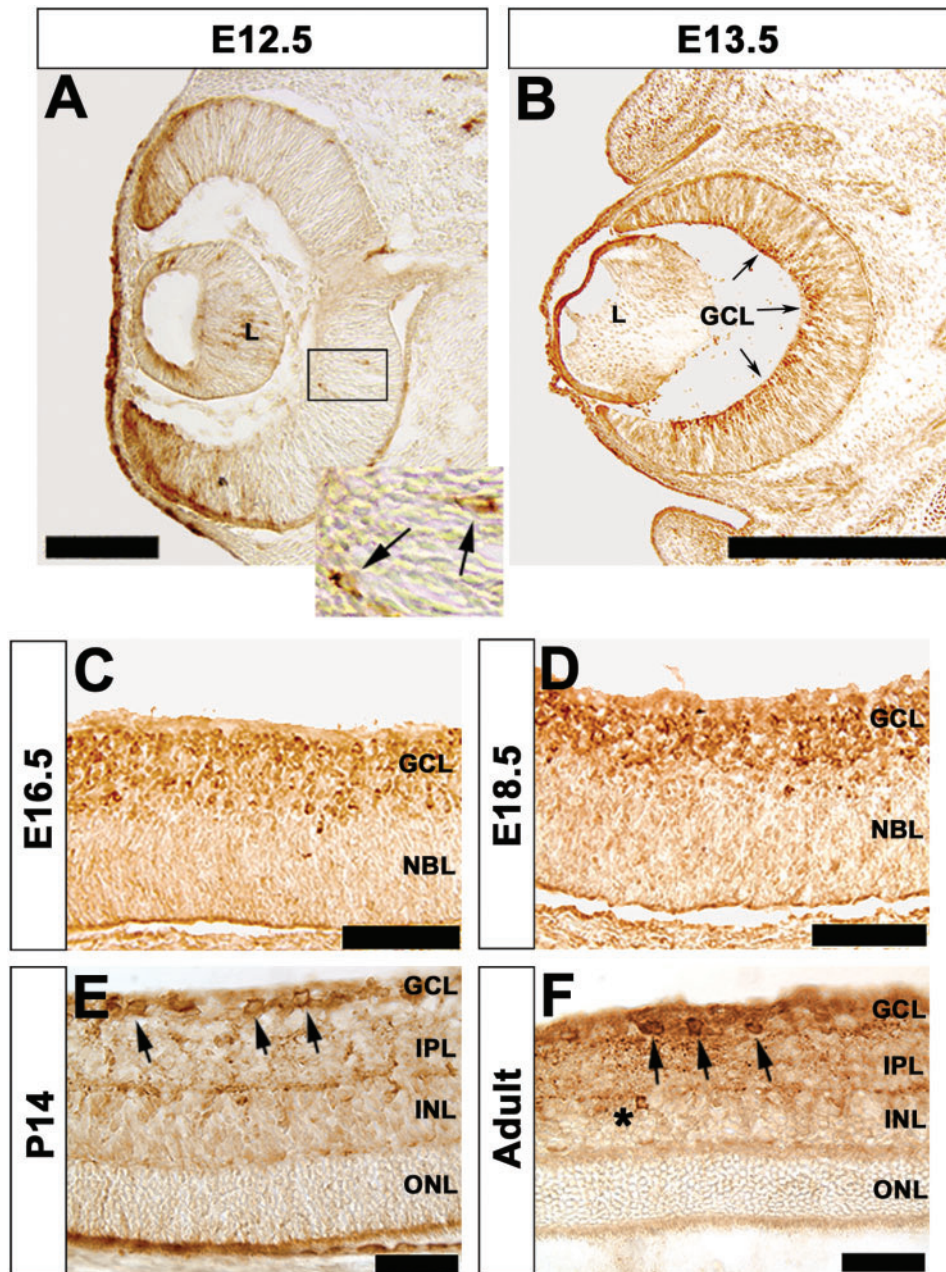 E12.5
E13.5
A
L
B
L
GCL
E16.5
C
GCL
NBL
E18.5
D
GCL
NBL
P14
E
GCL
IPL
INL
ONL
Adult
F
GCL
IPL
*
INL
ONL